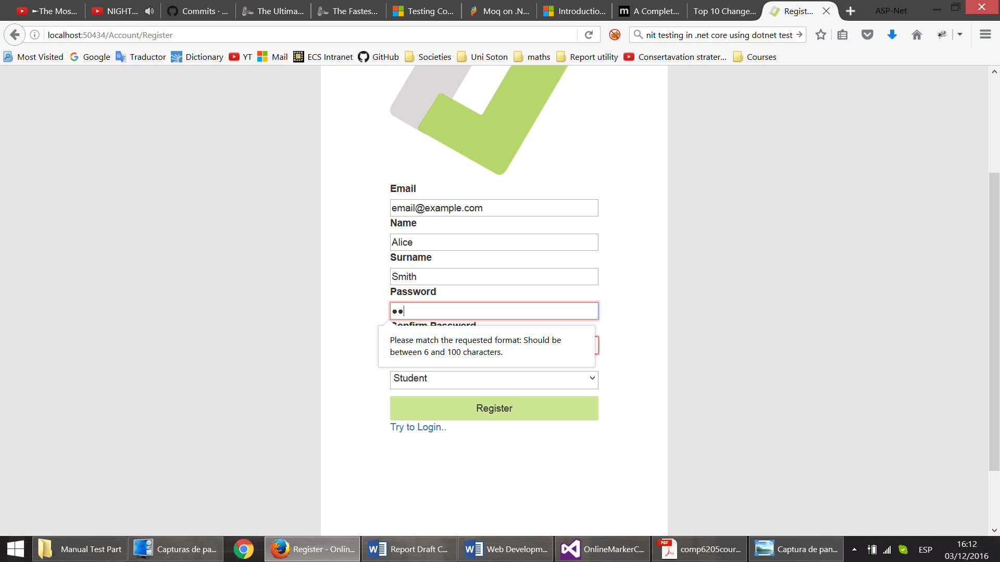 ►The Mos...
NIGHT...
Commits · ...
The Ultima...
The Fastes...
Testing Co...
Moq on .N...
Introductio...
A Complet...
Top 10 Change...
Regist...
ASP-Net
localhost:50434/Account/Register
nit testing in .net core using dotnet test
Most Visited
Google
Traductor
Dictionary
YT
Mail
ECS Intranet
GitHub
Societies
Uni Soton
maths
Report utility
Consertavation strater...
Courses
Email
email@example.com
Name
Alice
Surname
Smith
Password
Confirm Password
Please match the requested format: Should be
between 6 and 100 characters.
Student
Register
Try to Login..
Manual Test Part
Capturas de pa...
Register - Onlin...
Report Draft C...
Web Developm...
OnlineMarkerC...
PDF
comp6205cour...
Captura de pan...
ESP
16:12
03/12/2016